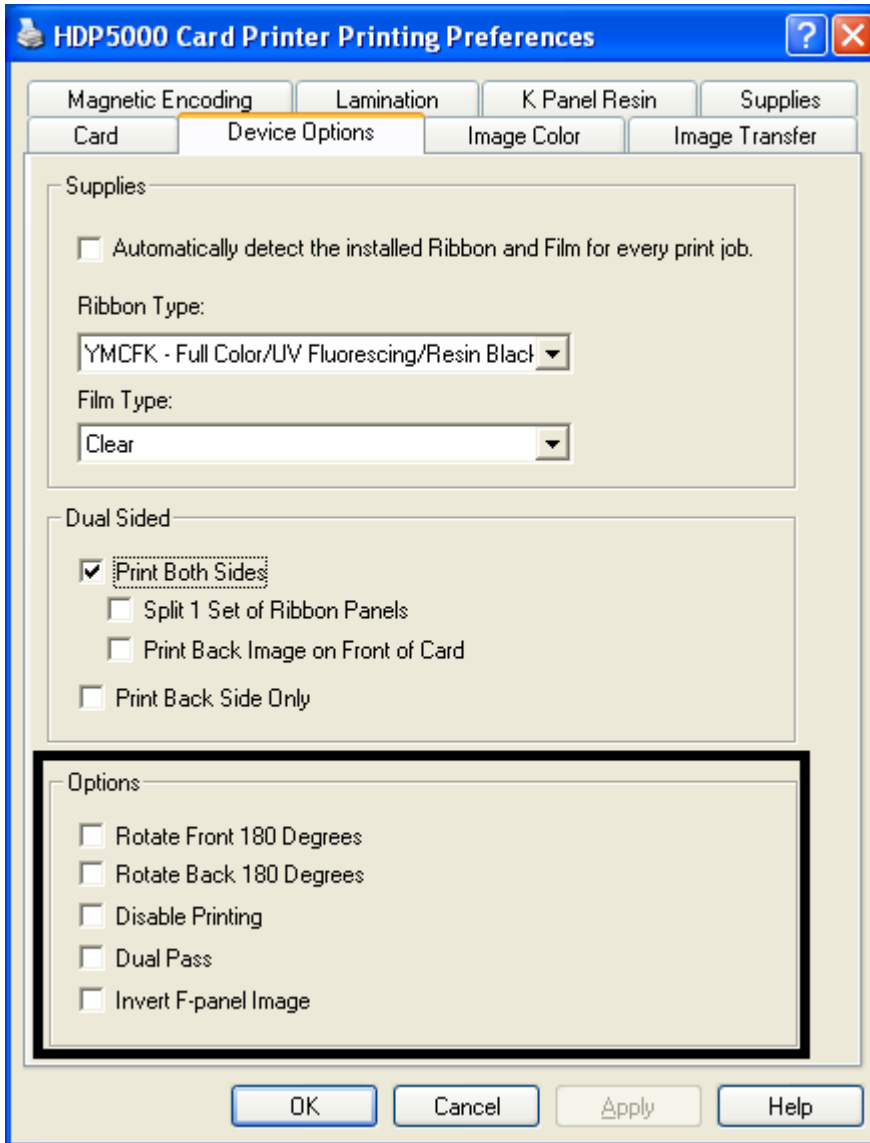 HDP5000 Card Printer Printing Preferences
Magnetic Encoding Lamination K Panel Resin Supplies
Card Device Options Image Color Image Transfer
Supplies
Automatically detect the installed Ribbon and Film for every print job.
Ribbon Type:
YMCFK - Full Color/UV Fluorescing/Resin Blac
Film Type:
Clear
Dual Sided
Print Both Sides
Split 1 Set of Ribbon Panels
Print Back Image on Front of Card
Print Back Side Only
Options
Rotate Front 180 Degrees
Rotate Back 180 Degrees
Disable Printing
Dual Pass
Invert F-panel Image
OK Cancel Apply Help